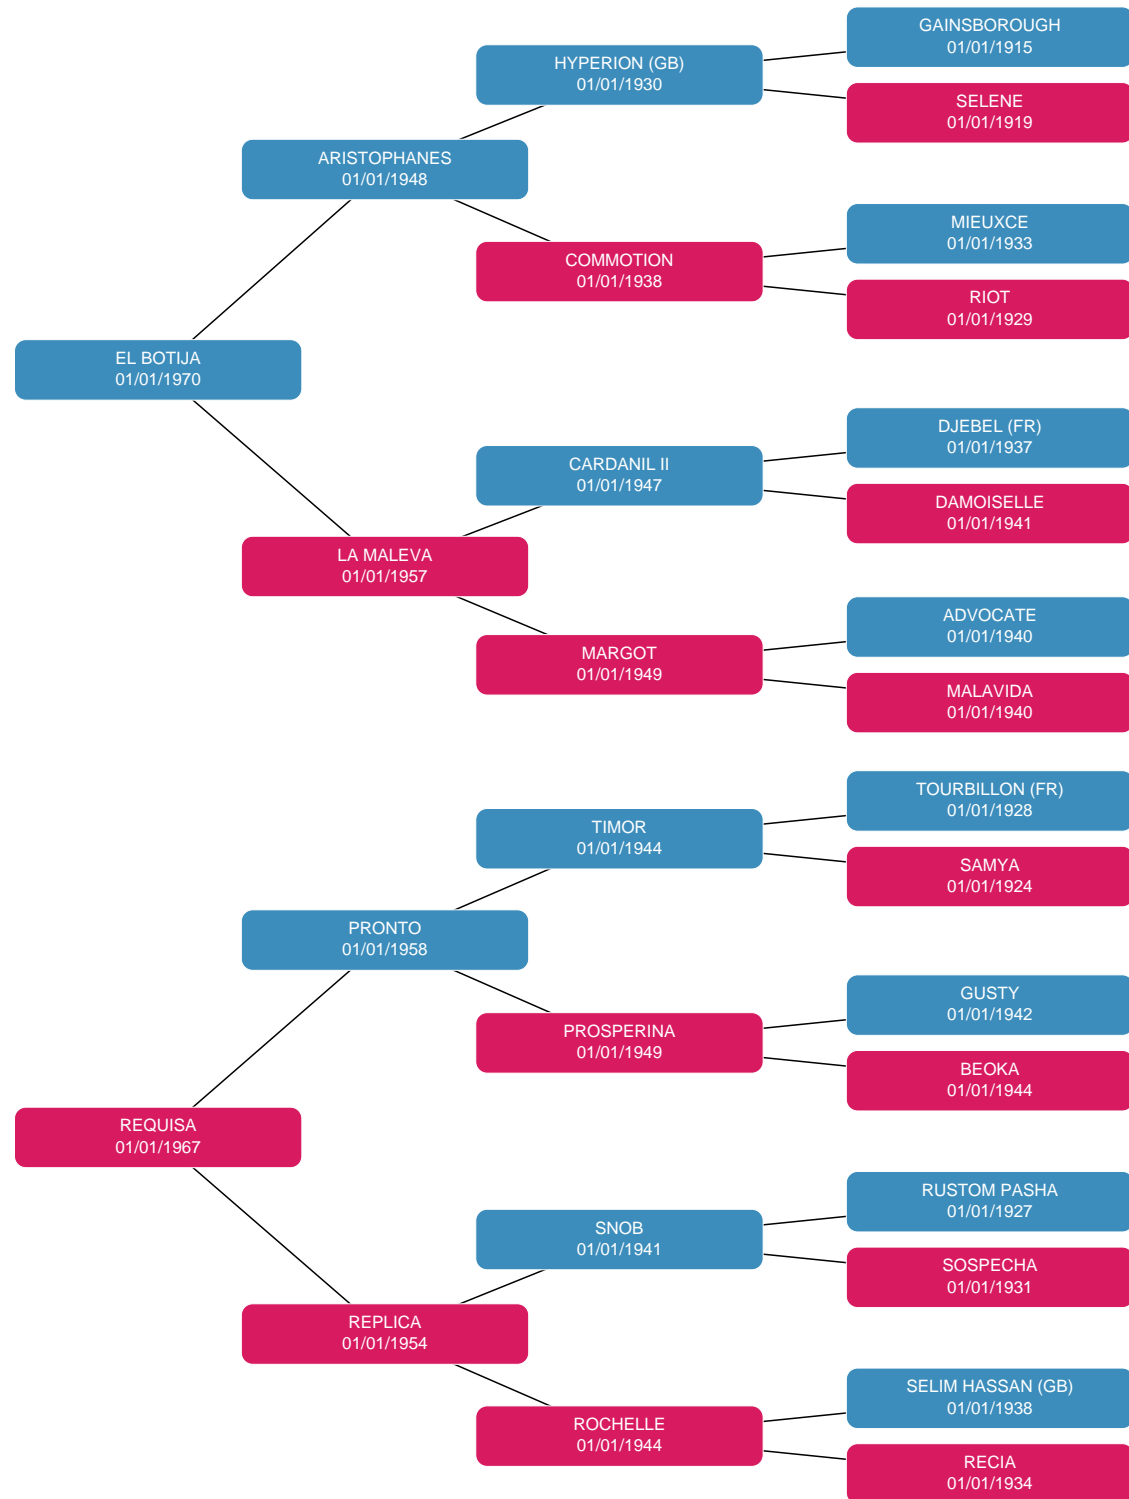 GAINSBOROUGH
01/01/1915
HYPERION (GB)
01/01/1930
SELENE
01/01/1919
ARISTOPHANES
01/01/1948
MIEUXCE
01/01/1933
COMMOTION
01/01/1938
RIOT
01/01/1929
EL BOTIJA
01/01/1970
DJEBEL (FR)
01/01/1937
CARDANIL II
01/01/1947
DAMOISELLE
01/01/1941
LA MALEVA
01/01/1957
ADVOCATE
01/01/1940
MARGOT
01/01/1949
MALAVIDA
01/01/1940
TOURBILLON (FR)
01/01/1928
TIMOR
01/01/1944
SAMYA
01/01/1924
PRONTO
01/01/1958
GUSTY
01/01/1942
PROSPERINA
01/01/1949
BEOKA
01/01/1944
REQUISA
01/01/1967
RUSTOM PASHA
01/01/1927
SNOB
01/01/1941
SOSPECHA
01/01/1931
REPLICA
01/01/1954
SELIM HASSAN (GB)
01/01/1938
ROCHELLE
01/01/1944
RECIA
01/01/1934